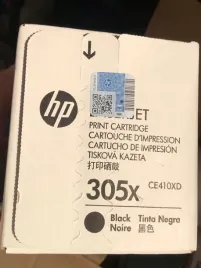 hp
JET
PRINT CARTRIDGE
CARTOUCHE D'IMPRESSION
CARTUCHO DE IMPRESIÓN
TISKOVÁ KAZETA
打印硒鼓
305x CE410XD
Black Tinta Negra
Noire 黑色